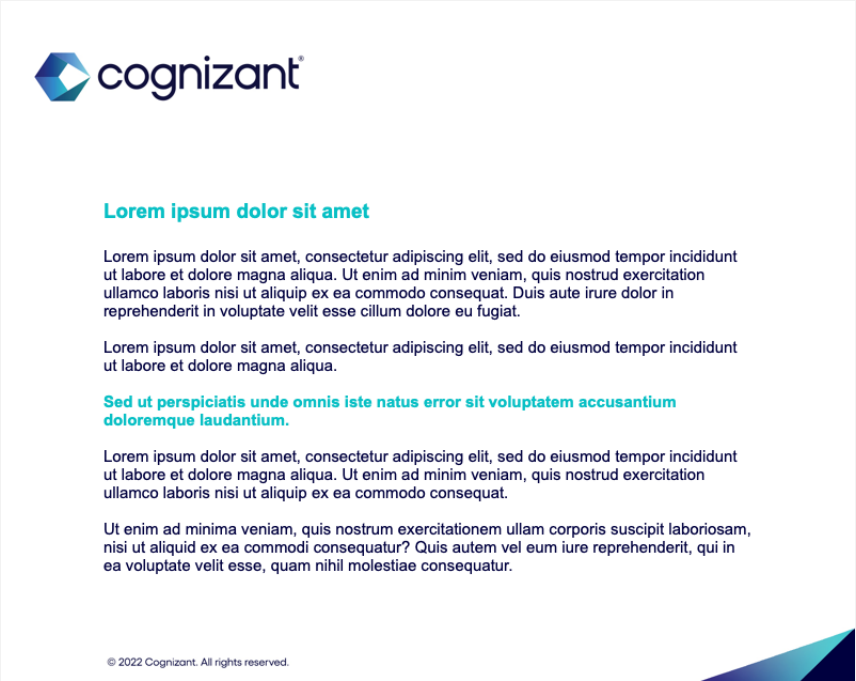 cognizant®
Lorem ipsum dolor sit amet
Lorem ipsum dolor sit amet, consectetur adipiscing elit, sed do eiusmod tempor incididunt
ut labore et dolore magna aliqua. Ut enim ad minim veniam, quis nostrud exercitation
ullamco laboris nisi ut aliquip ex ea commodo consequat. Duis aute irure dolor in
reprehenderit in voluptate velit esse cillum dolore eu fugiat.
Lorem ipsum dolor sit amet, consectetur adipiscing elit, sed do eiusmod tempor incididunt
ut labore et dolore magna aliqua.
Sed ut perspiciatis unde omnis iste natus error sit voluptatem accusantium
doloremque laudantium.
Lorem ipsum dolor sit amet, consectetur adipiscing elit, sed do eiusmod tempor incididunt
ut labore et dolore magna aliqua. Ut enim ad minim veniam, quis nostrud exercitation
ullamco laboris nisi ut aliquip ex ea commodo consequat.
Ut enim ad minima veniam, quis nostrum exercitationem ullam corporis suscipit laboriosam,
nisi ut aliquid ex ea commodi consequatur? Quis autem vel eum iure reprehenderit, qui in
ea voluptate velit esse, quam nihil molestiae consequatur.
© 2022 Cognizant. All rights reserved.